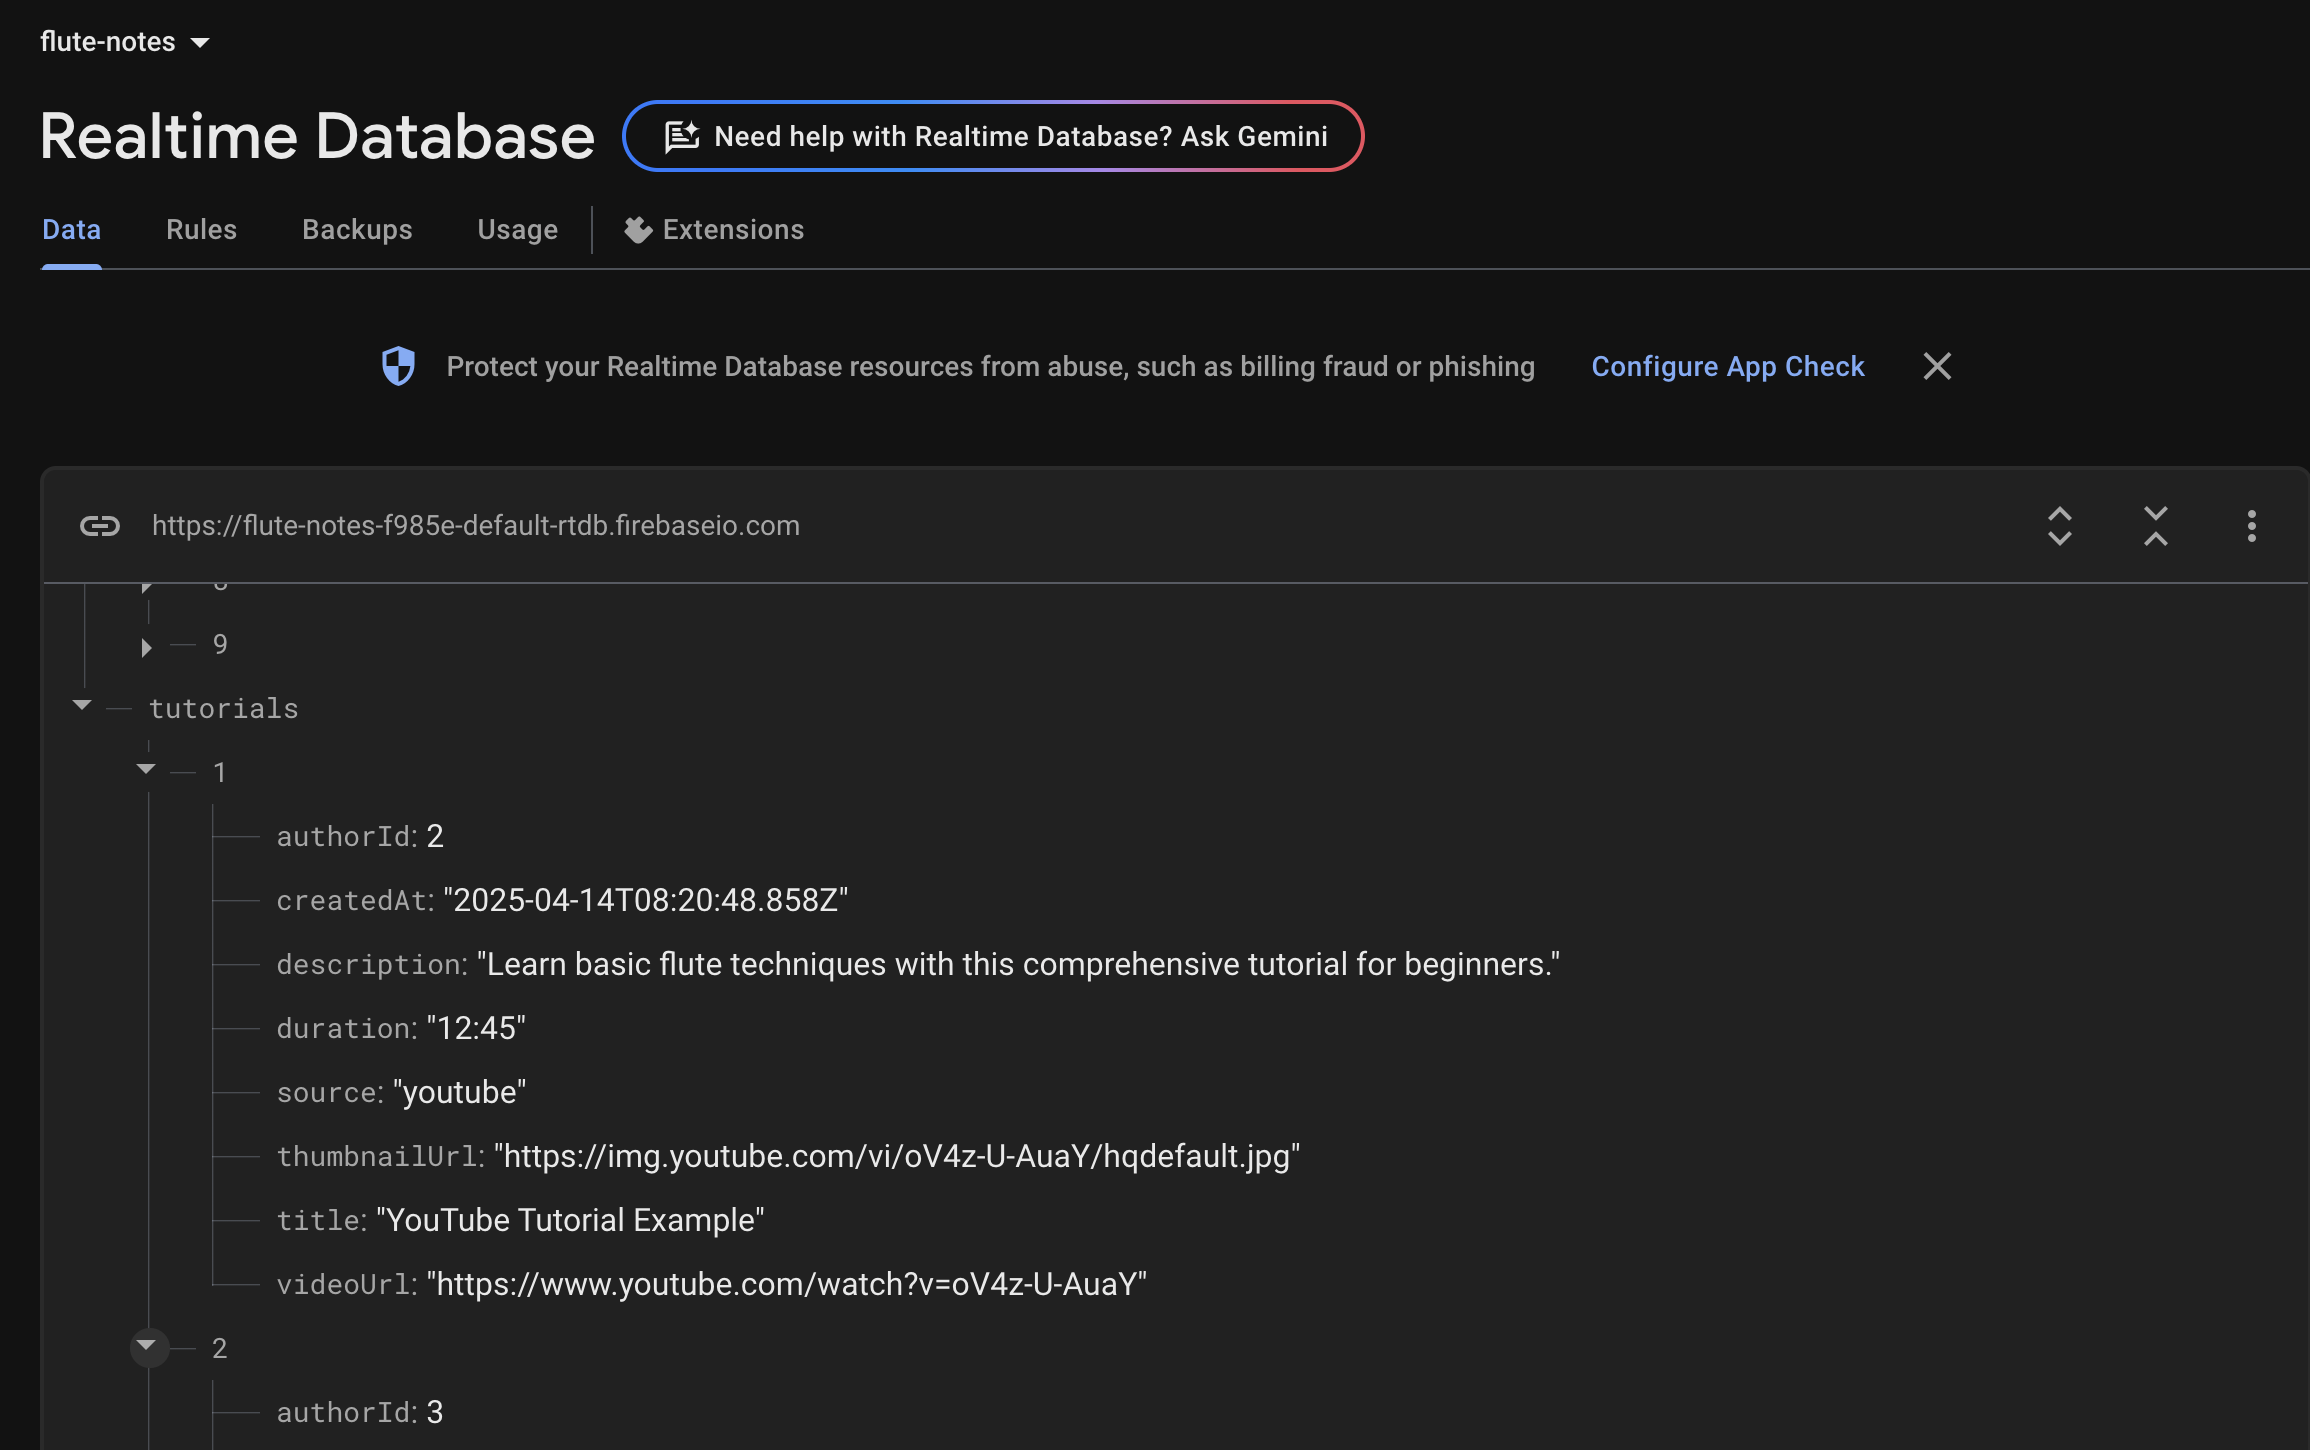 flute-notes
Realtime Database
Need help with Realtime Database? Ask Gemini
Data Rules Backups Usage Extensions
Protect your Realtime Database resources from abuse, such as billing fraud or phishing Configure App Check
https://flute-notes-f985e-default-rtdb.firebaseio.com
9
tutorials
1
authorId: 2
createdAt: "2025-04-14T08:20:48.858Z"
description: "Learn basic flute techniques with this comprehensive tutorial for beginners."
duration: "12:45"
source: "youtube"
thumbnailUrl: "https://img.youtube.com/vi/oV4z-U-AuaY/hqdefault.jpg"
title: "YouTube Tutorial Example"
videoUrl: "https://www.youtube.com/watch?v=oV4z-U-AuaY"
2
authorId: 3